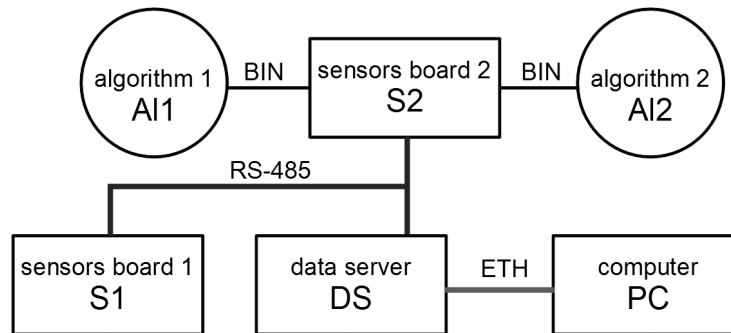 algorithm 1
AI1
BIN
sensors board 2
S2
BIN
algorithm 2
AI2
RS-485
sensors board 1
S1
data server
DS
ETH
computer
PC